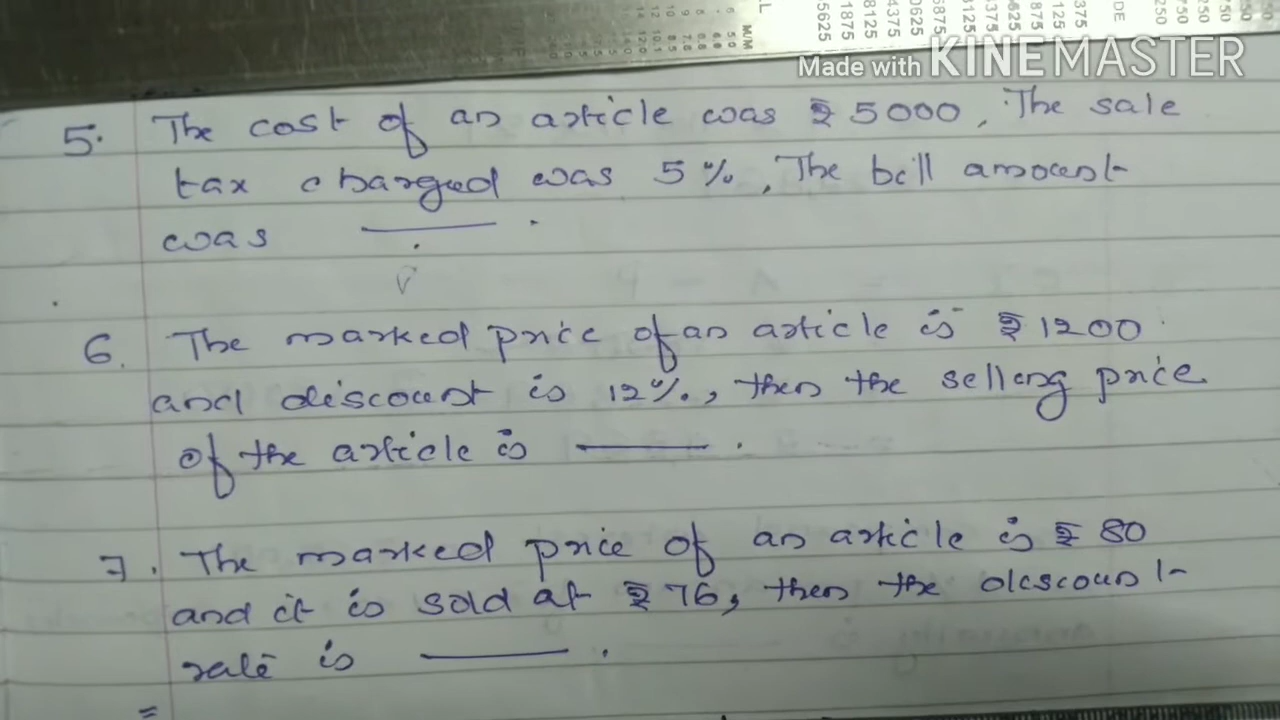 Made with KINEMASTER
5. The cost of an article was ₹ 5000, The sale
tax charged was 5%, The bill amount
was ______.
6. The marked price of an article is ₹ 1200
and discount is 12%, then the selling price
of the article is ______.
7. The marked price of an article is ₹ 80
and it is sold at ₹ 76, then the discount
rate is ______.